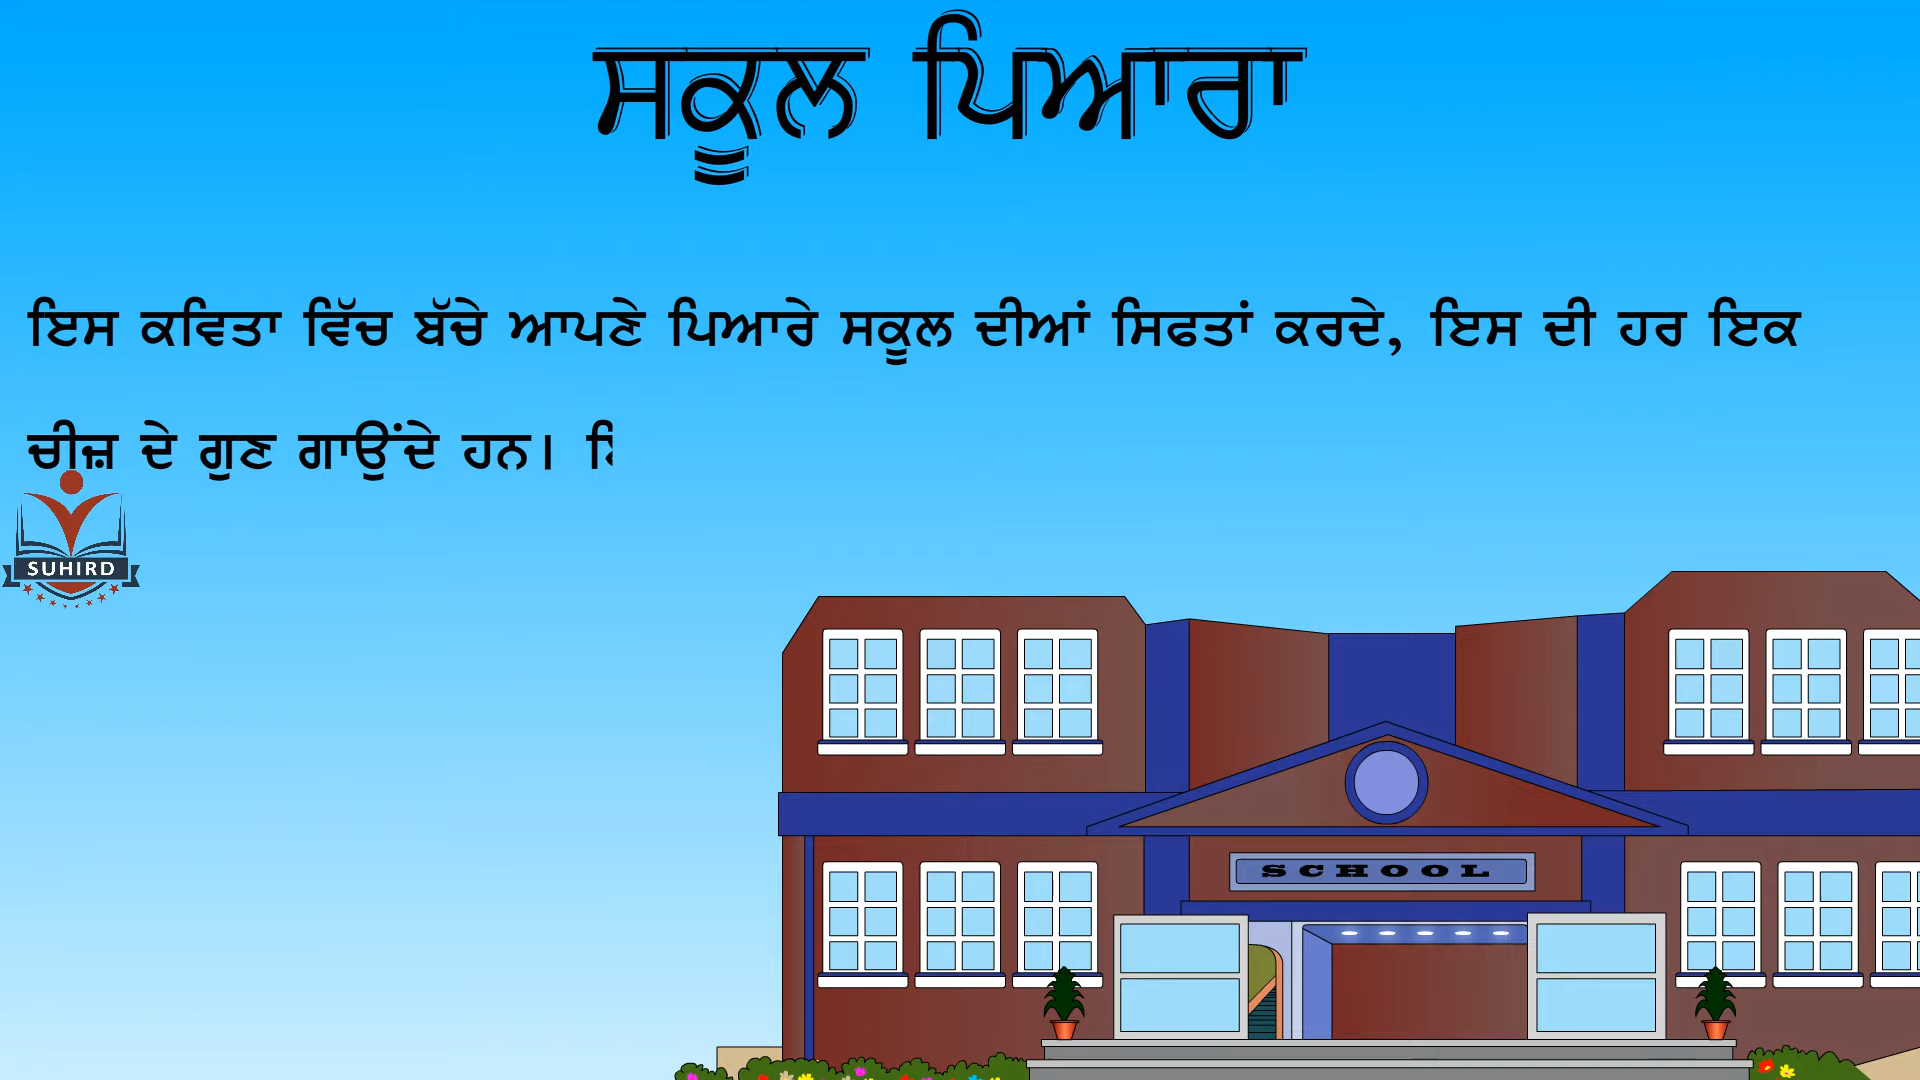 ਸਕੂਲ ਪਿਆਰਾ
ਇਸ ਕਵਿਤਾ ਵਿੱਚ ਬੱਚੇ ਆਪਣੇ ਪਿਆਰੇ ਸਕੂਲ ਦੀਆਂ ਸਿਫਤਾਂ ਕਰਦੇ, ਇਸ ਦੀ ਹਰ ਇਕ
ਚੀਜ਼ ਦੇ ਗੁਣ ਗਾਉਂਦੇ ਹਨ।
SUHIRD
SCHOOL